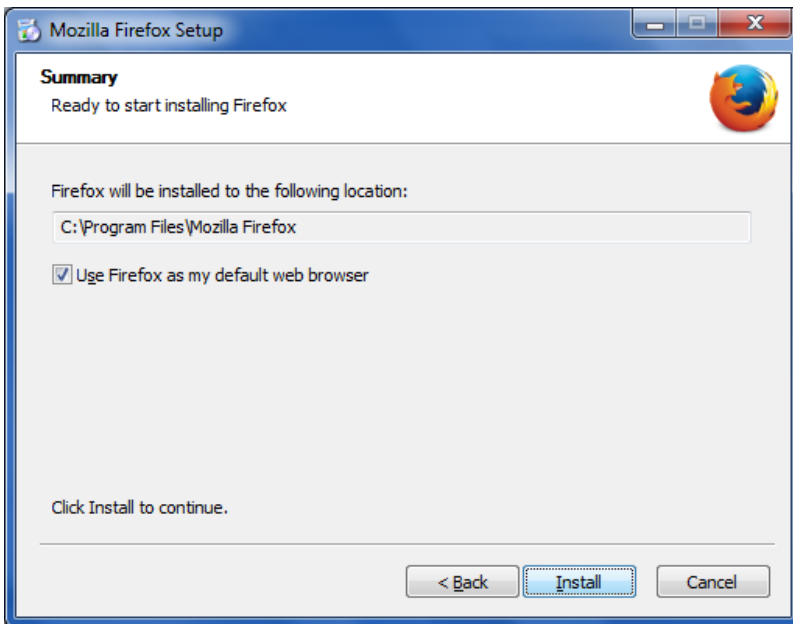 Mozilla Firefox Setup
Summary
Ready to start installing Firefox
Firefox will be installed to the following location:
C:\Program Files\Mozilla Firefox
Use Firefox as my default web browser
Click Install to continue.
< Back Install Cancel